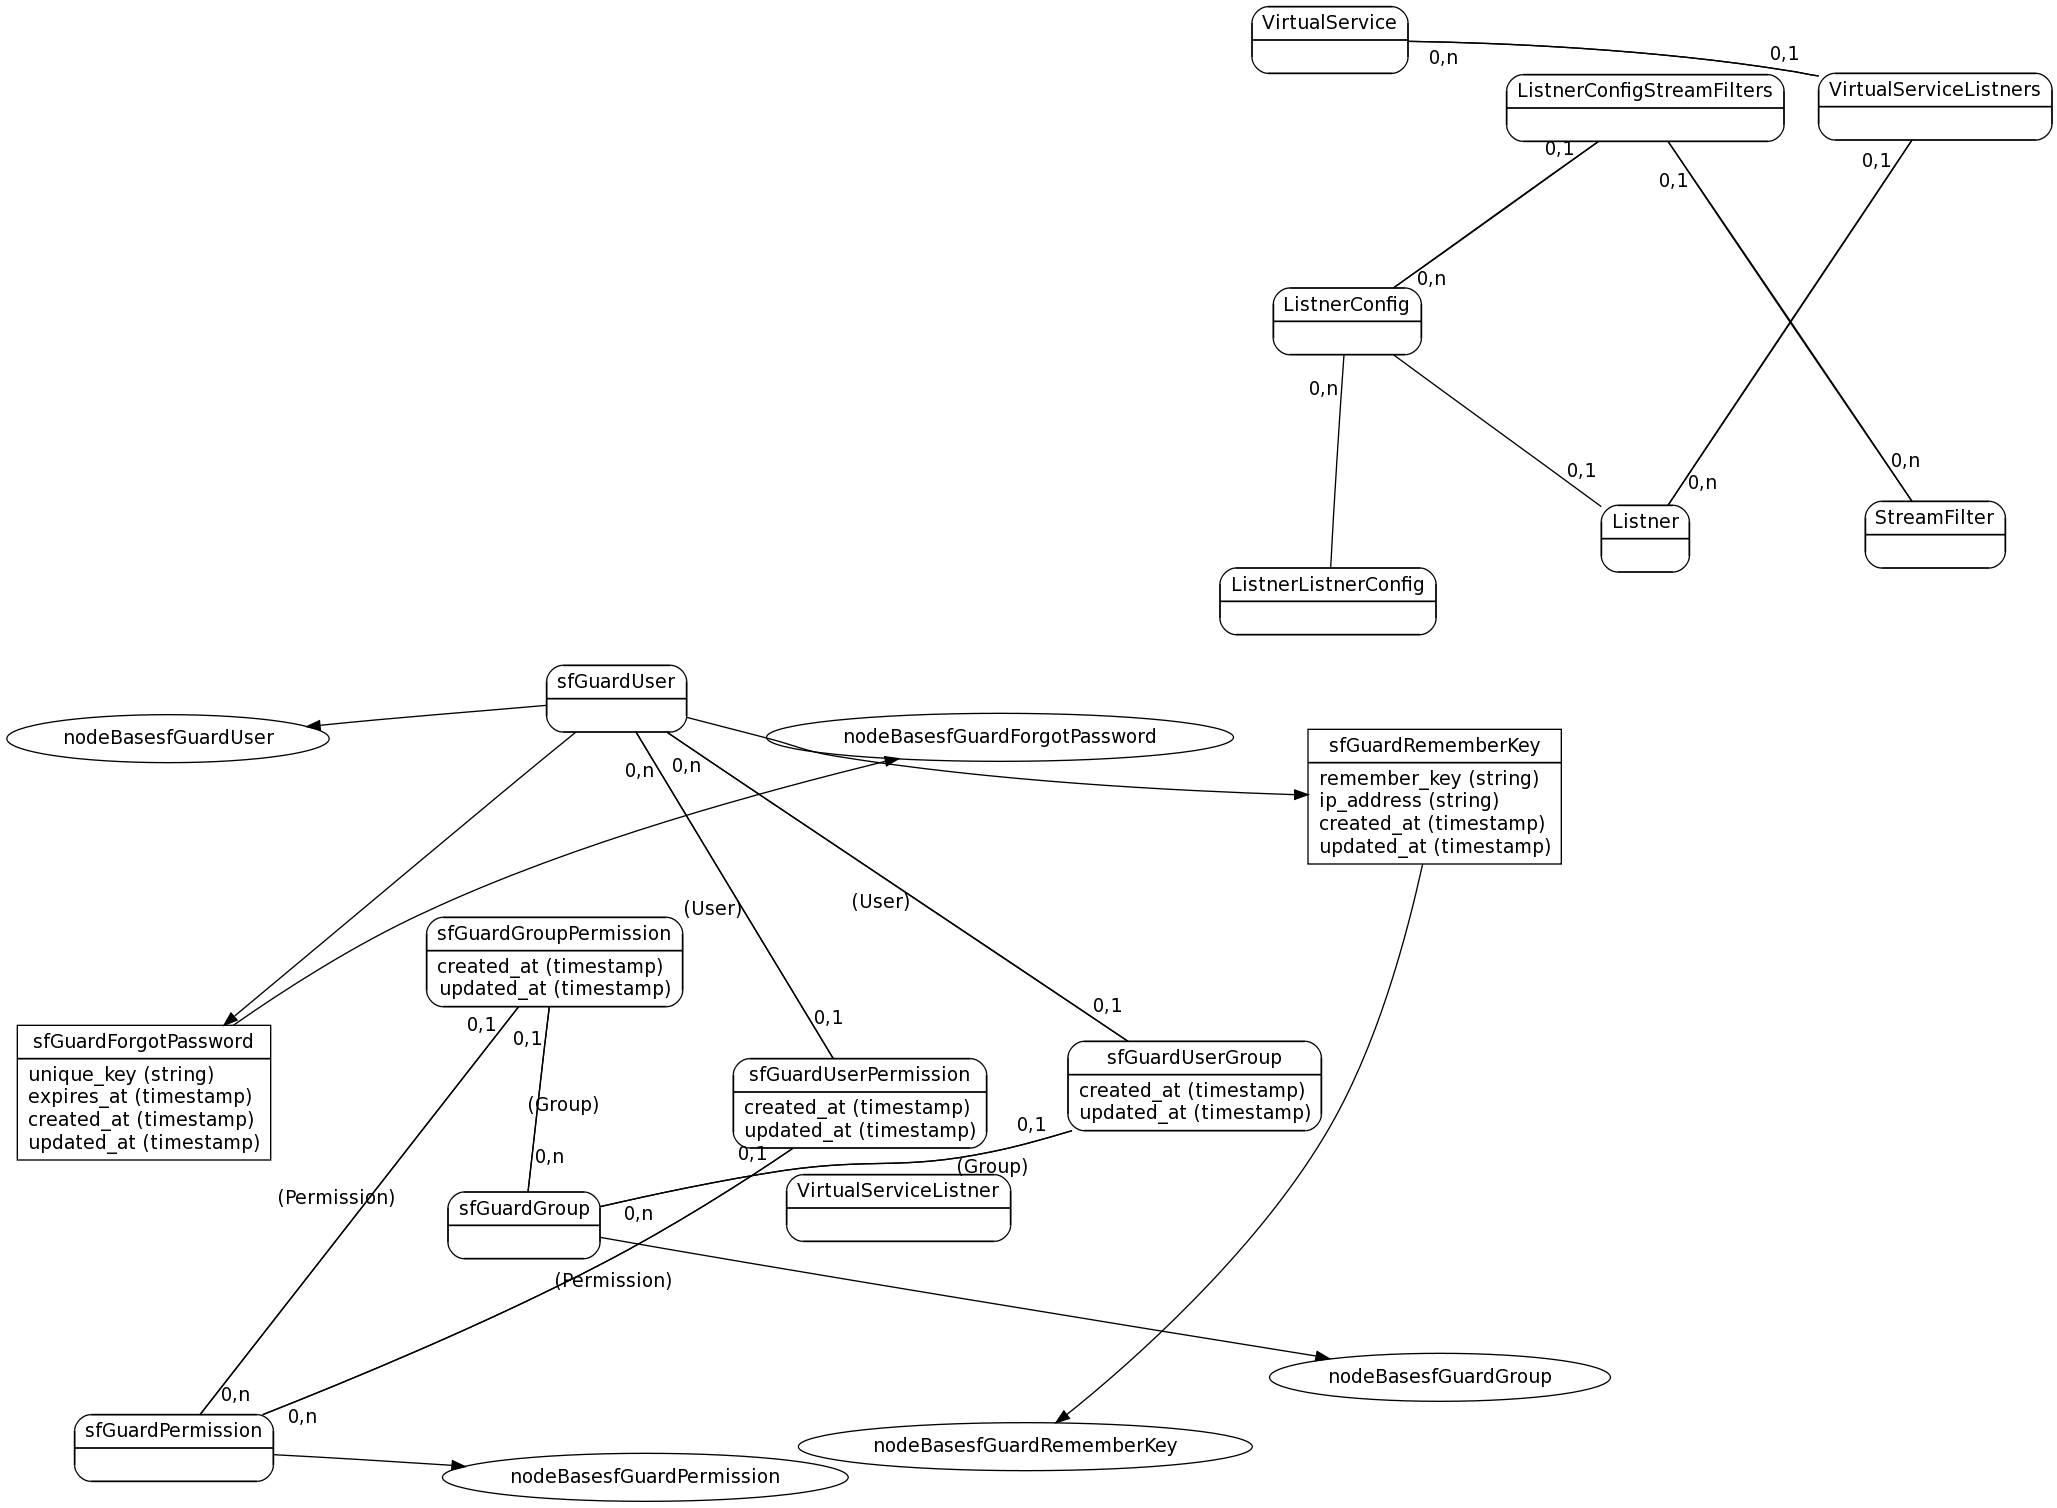 VirtualService
0,n
0,1
ListnerConfigStreamFilters
VirtualServiceListners
0,1
0,1
0,1
0,n
ListnerConfig
0,n
0,1
0,n
0,n
Listner
StreamFilter
ListnerListnerConfig
sfGuardUser
nodeBasesfGuardUser
nodeBasesfGuardForgotPassword
0,n
0,n
sfGuardRememberKey
remember_key (string)
ip_address (string)
created_at (timestamp)
updated_at (timestamp)
(User)
(User)
sfGuardGroupPermission
created_at (timestamp)
updated_at (timestamp)
0,1
0,1
0,1
0,1
sfGuardForgotPassword
unique_key (string)
expires_at (timestamp)
created_at (timestamp)
updated_at (timestamp)
(Group)
sfGuardUserPermission
created_at (timestamp)
updated_at (timestamp)
sfGuardUserGroup
created_at (timestamp)
updated_at (timestamp)
0,1
0,n
0,1
(Group)
(Permission)
sfGuardGroup
0,n
VirtualServiceListner
(Permission)
0,n
0,n
sfGuardPermission
nodeBasesfGuardGroup
nodeBasesfGuardRememberKey
nodeBasesfGuardPermission